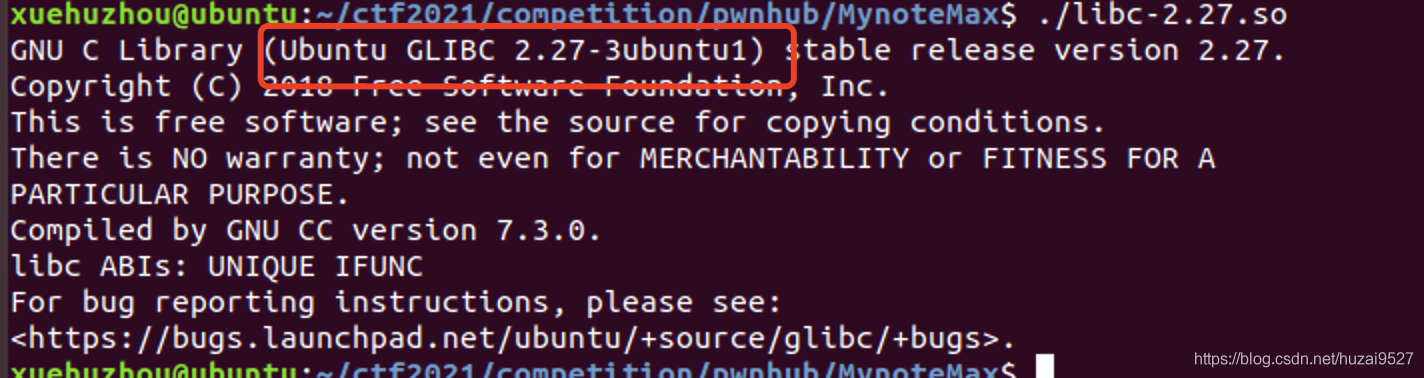 xuehuzhou@ubuntu:~/ctf2021/competition/pwnhub/MynoteMax$ ./libc-2.27.so
GNU C Library (Ubuntu GLIBC 2.27-3ubuntu1) stable release version 2.27.
Copyright (C) 2018 Free Software Foundation, Inc.
This is free software; see the source for copying conditions.
There is NO warranty; not even for MERCHANTABILITY or FITNESS FOR A
PARTICULAR PURPOSE.
Compiled by GNU CC version 7.3.0.
libc ABIs: UNIQUE IFUNC
For bug reporting instructions, please see:
<https://bugs.launchpad.net/ubuntu/+source/glibc/+bugs>.
xuehuzhou@ubuntu:~/ctf2021/competition/pwnhub/MynoteMax$
https://blog.csdn.net/huzai9527